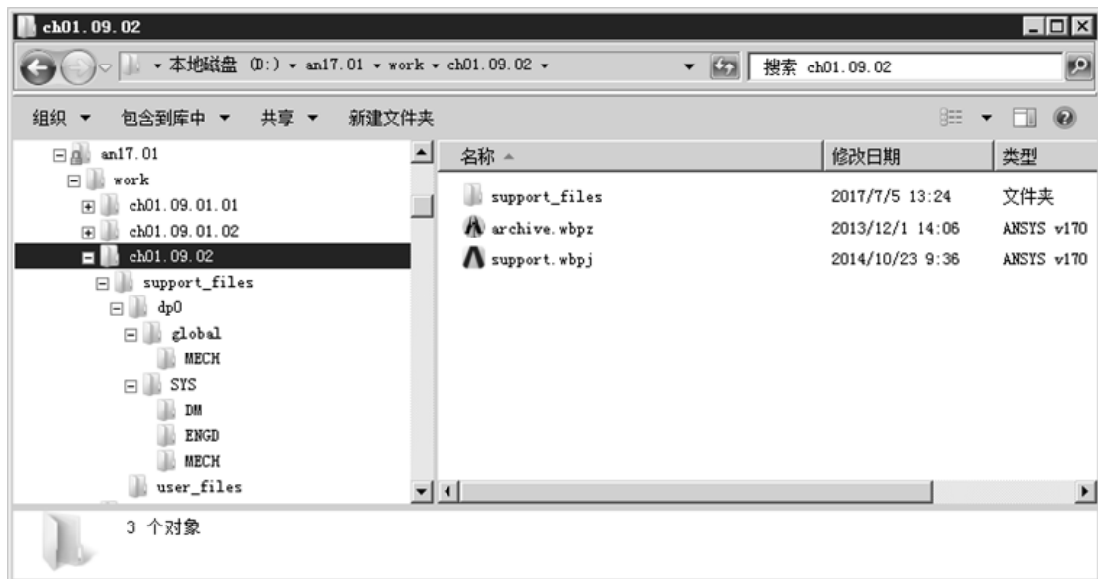 ch01.09.02
本地磁盘 (D:) an17.01 work ch01.09.02
搜索 ch01.09.02
组织 包含到库中 共享 新建文件夹
an17.01
work
ch01.09.01.01
ch01.09.01.02
ch01.09.02
support_files
dp0
global
MECH
SYS
DM
ENGD
MECH
user_files
名称 修改日期 类型
support_files 2017/7/5 13:24 文件夹
archive.wbpz 2013/12/1 14:06 ANSYS v170
support.wbpj 2014/10/23 9:36 ANSYS v170
3 个对象